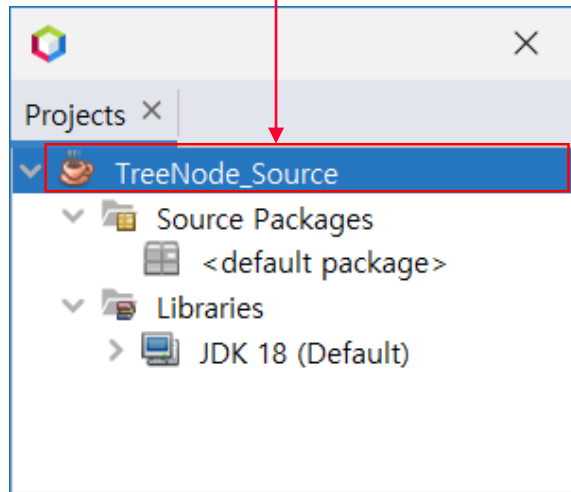 Projects
TreeNode_Source
Source Packages
<default package>
Libraries
JDK 18 (Default)